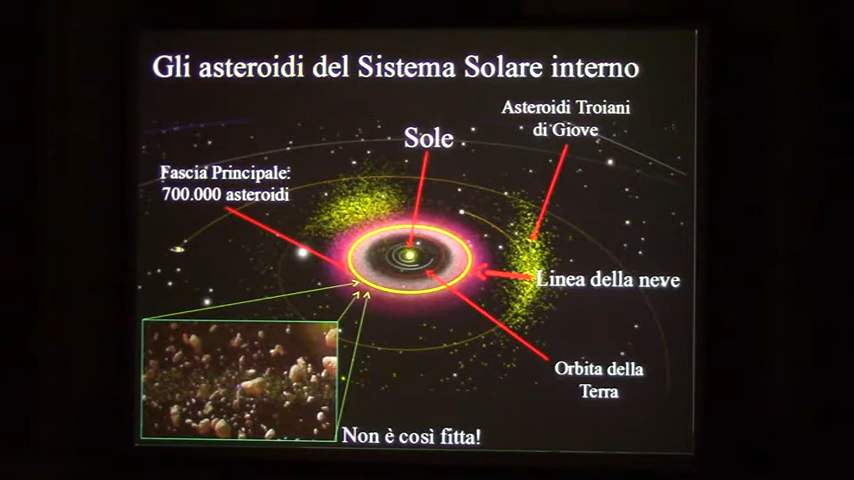 Gli asteroidi del Sistema Solare interno
Asteroidi Troiani
di Giove
Sole
Fascia Principale:
700.000 asteroidi
Linea della neve
Orbita della
Terra
Non è così fitta!